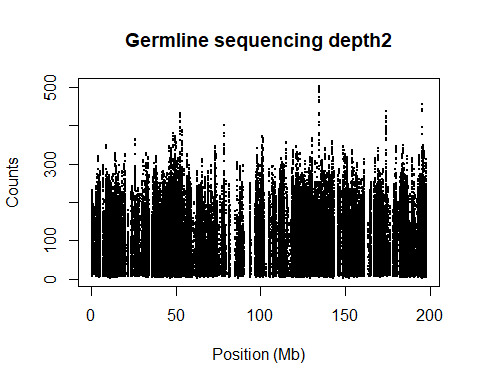 Germline sequencing depth2
Counts
500
300
100
0
0 50 100 150 200
Position (Mb)